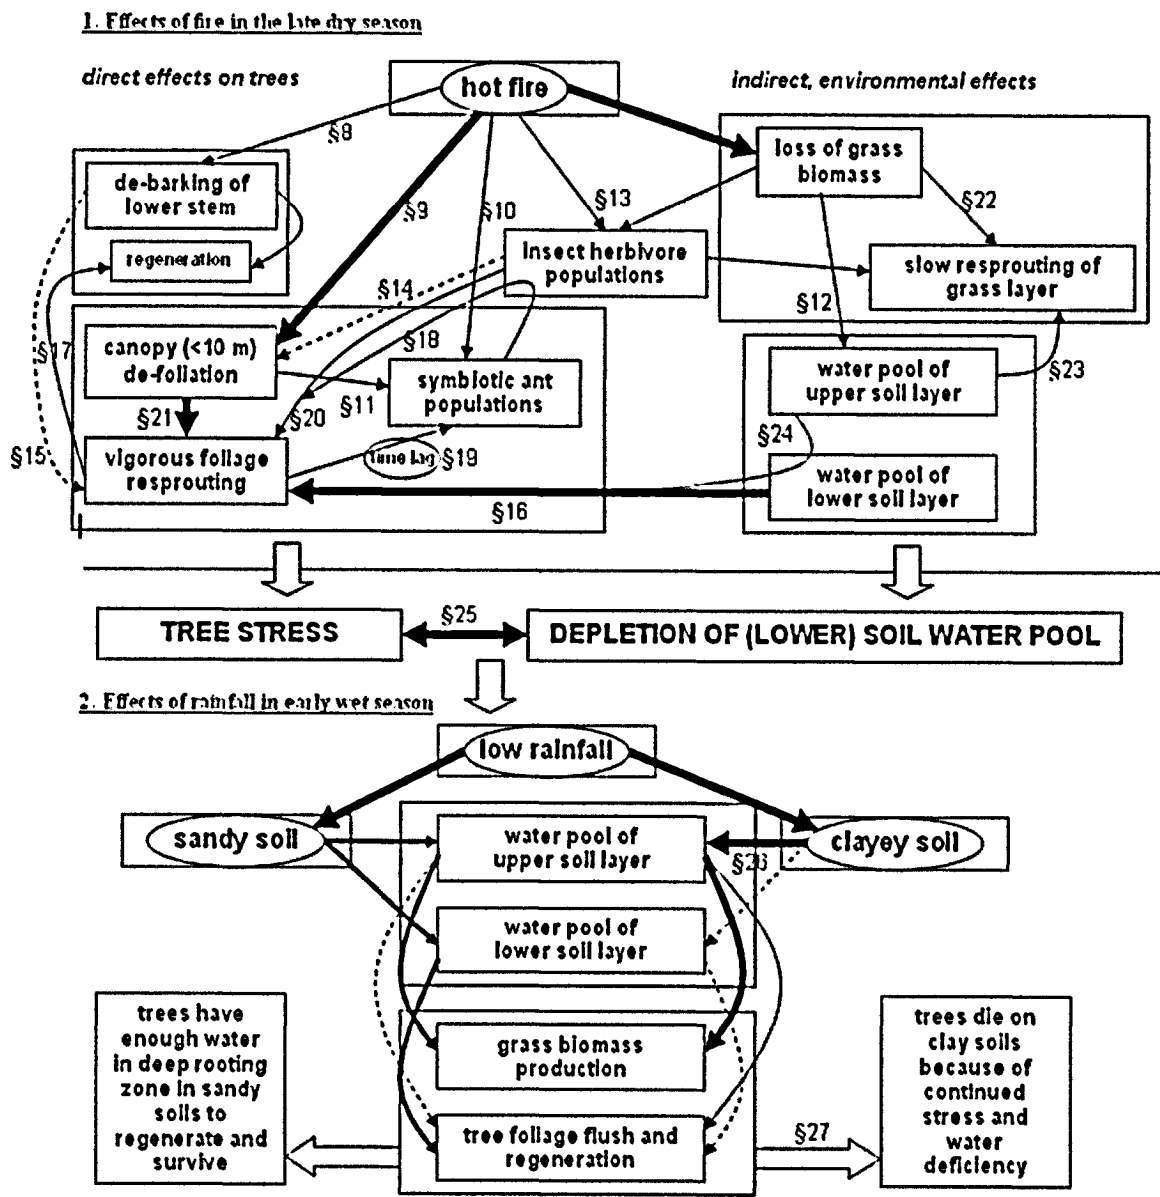 1. Effects of fire in the late dry season
direct effects on trees
hot fire
indirect, environmental effects
§8
loss of grass
biomass
de-barking of
lower stem
§9
§10
§13
§22
regeneration
Insect herbivore
populations
slow resprouting of
grass layer
§14
§12
canopy (<10 m)
de-foliation
§17
§18
symbiotic ant
populations
water pool of
upper soil layer
§23
§11
§21
§20
§24
§15
vigorous foliage
resprouting
time lag
§19
water pool of
lower soil layer
§16
TREE STRESS
§25
DEPLETION OF (LOWER) SOIL WATER POOL
2. Effects of rainfall in early wet season
low rainfall
sandy soil
water pool of
upper soil layer
clayey soil
§26
water pool of
lower soil layer
trees have
enough water
in deep rooting
zone in sandy
soils to
regenerate and
survive
grass biomass
production
tree foliage flush and
regeneration
§27
trees die on
clay soils
because of
continued
stress and
water
deficiency